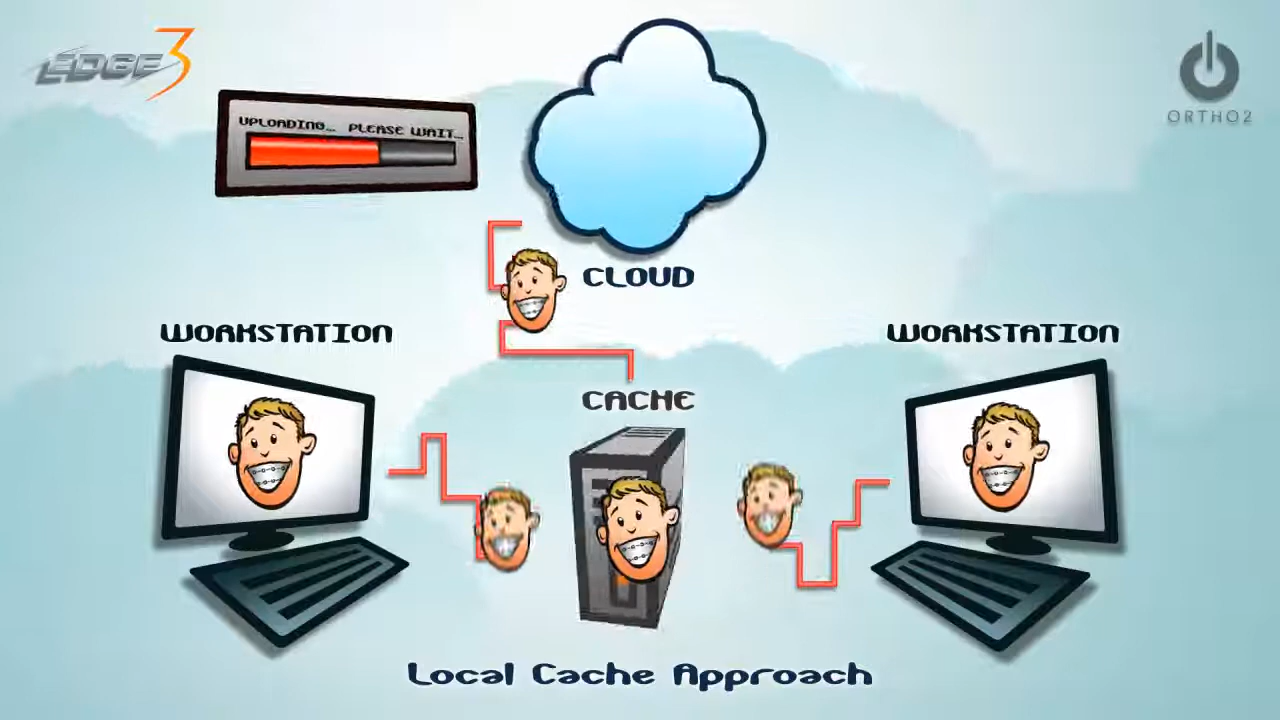 EDGE3
ORTHO2
UPLOADING... PLEASE WAIT...
CLOUD
WORKSTATION
WORKSTATION
CACHE
Local Cache Approach